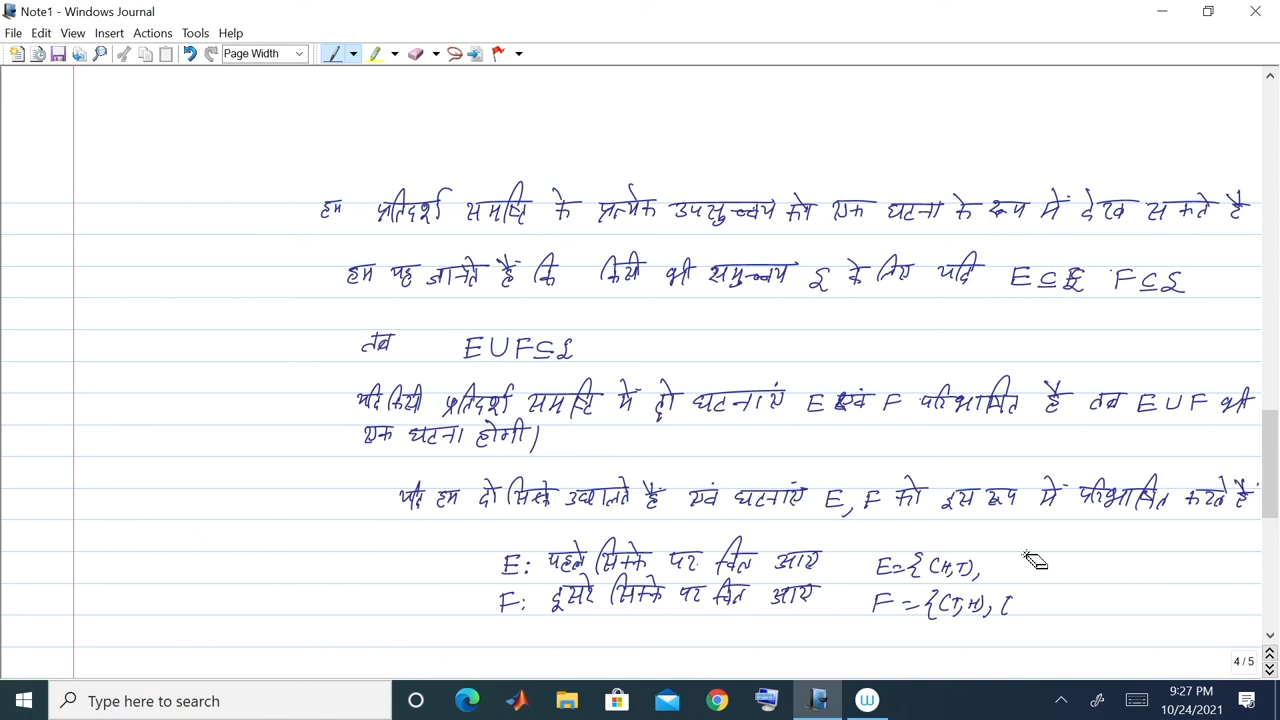 Note1 - Windows Journal
File Edit View Insert Actions Tools Help
Page Width
हम प्रतिदर्श समष्टि के प्रत्येक उपसमुच्चय को एक घटना के रूप में देख सकते हैं
हम यह जानते हैं कि किसी भी समुच्चय S के लिए यदि E ⊆ S F ⊆ S
तब E ∪ F ⊆ S
यदि किसी प्रतिदर्श समष्टि में दो घटनाएं E एवं F परिभाषित है तब E ∪ F भी
एक घटना होगी।
यदि हम दो सिक्के उछालते हैं एवं घटनाएं E, F को इस रूप में परिभाषित करते हैं
E: पहले सिक्के पर चित आए E = {(H,T),
F: दूसरे सिक्के पर चित आए F = {(T,H), (
4 / 5
Type here to search
9:27 PM
10/24/2021